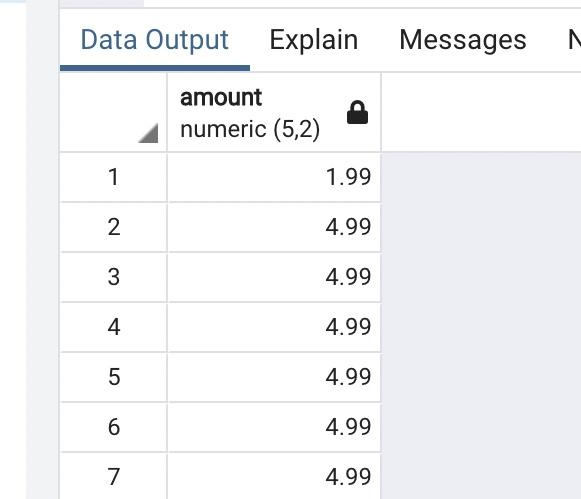 Data Output Explain Messages N
amount
numeric (5,2)
1 1.99
2 4.99
3 4.99
4 4.99
5 4.99
6 4.99
7 4.99